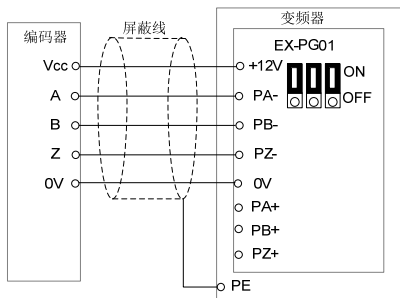 变频器
编码器
屏蔽线
EX-PG01
Vcc
+12V
ON
A
PA-
OFF
B
PB-
Z
PZ-
0V
0V
PA+
PB+
PZ+
PE